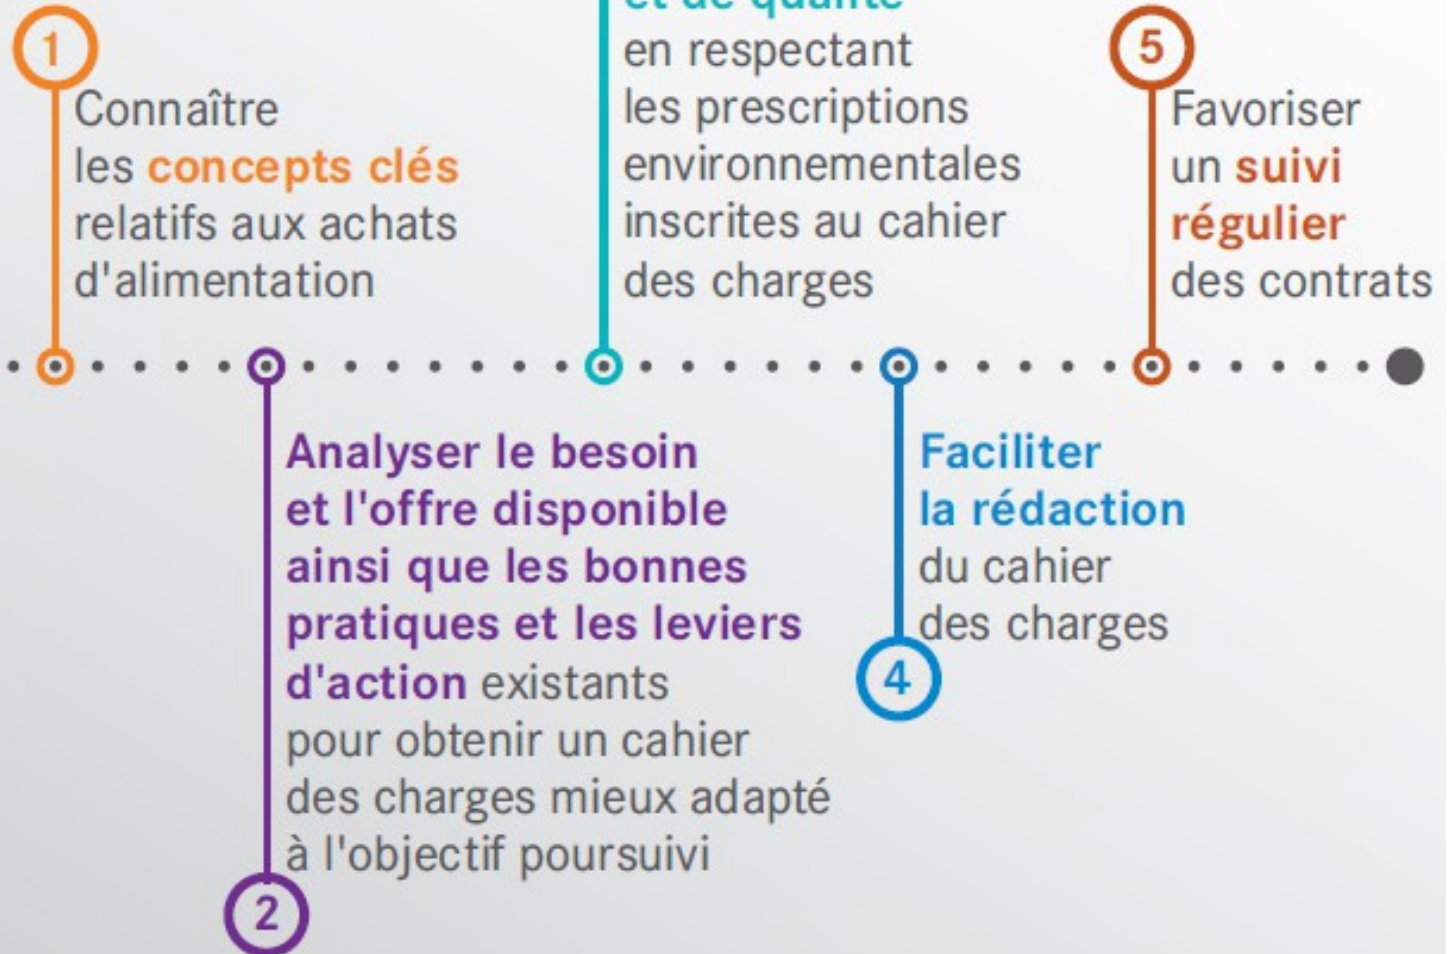 1
Connaître
les concepts clés
relatifs aux achats
d'alimentation
2
Analyser le besoin
et l'offre disponible
ainsi que les bonnes
pratiques et les leviers
d'action existants
pour obtenir un cahier
des charges mieux adapté
à l'objectif poursuivi
et de qualité
en respectant
les prescriptions
environnementales
inscrites au cahier
des charges
4
Faciliter
la rédaction
du cahier
des charges
5
Favoriser
un suivi
régulier
des contrats